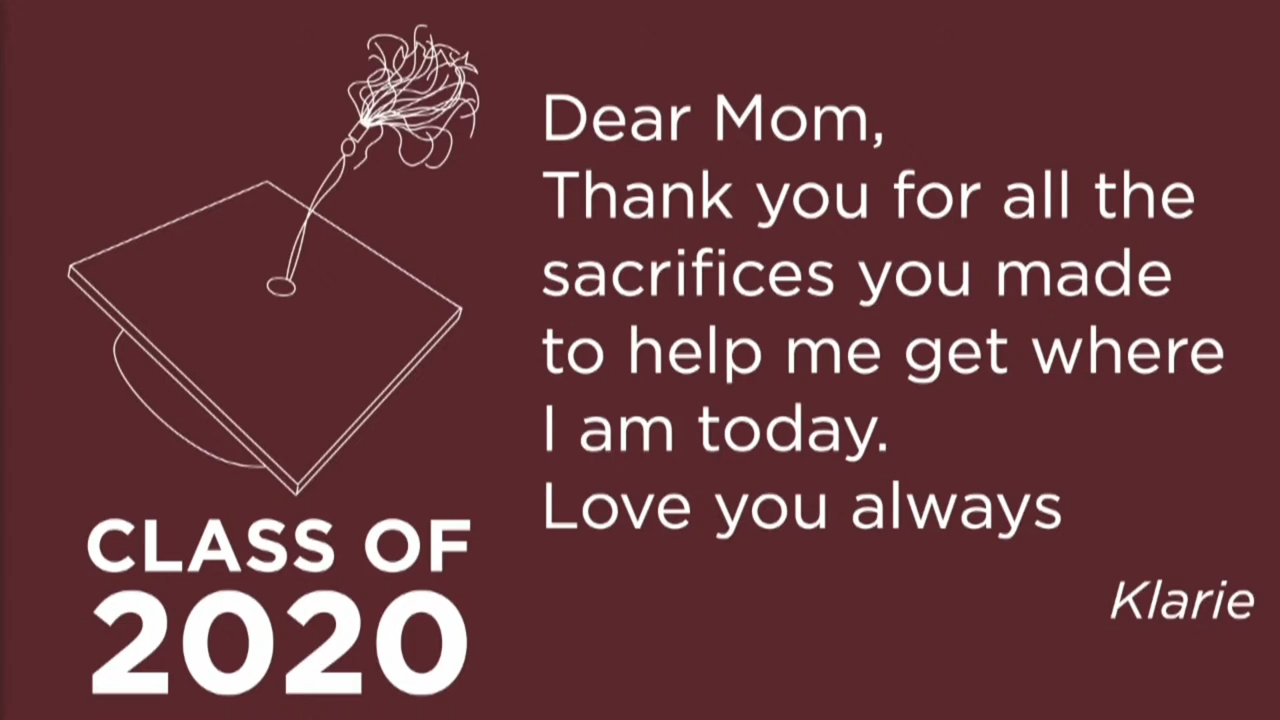 Dear Mom,
Thank you for all the
sacrifices you made
to help me get where
I am today.
Love you always
Klarie
CLASS OF
2020